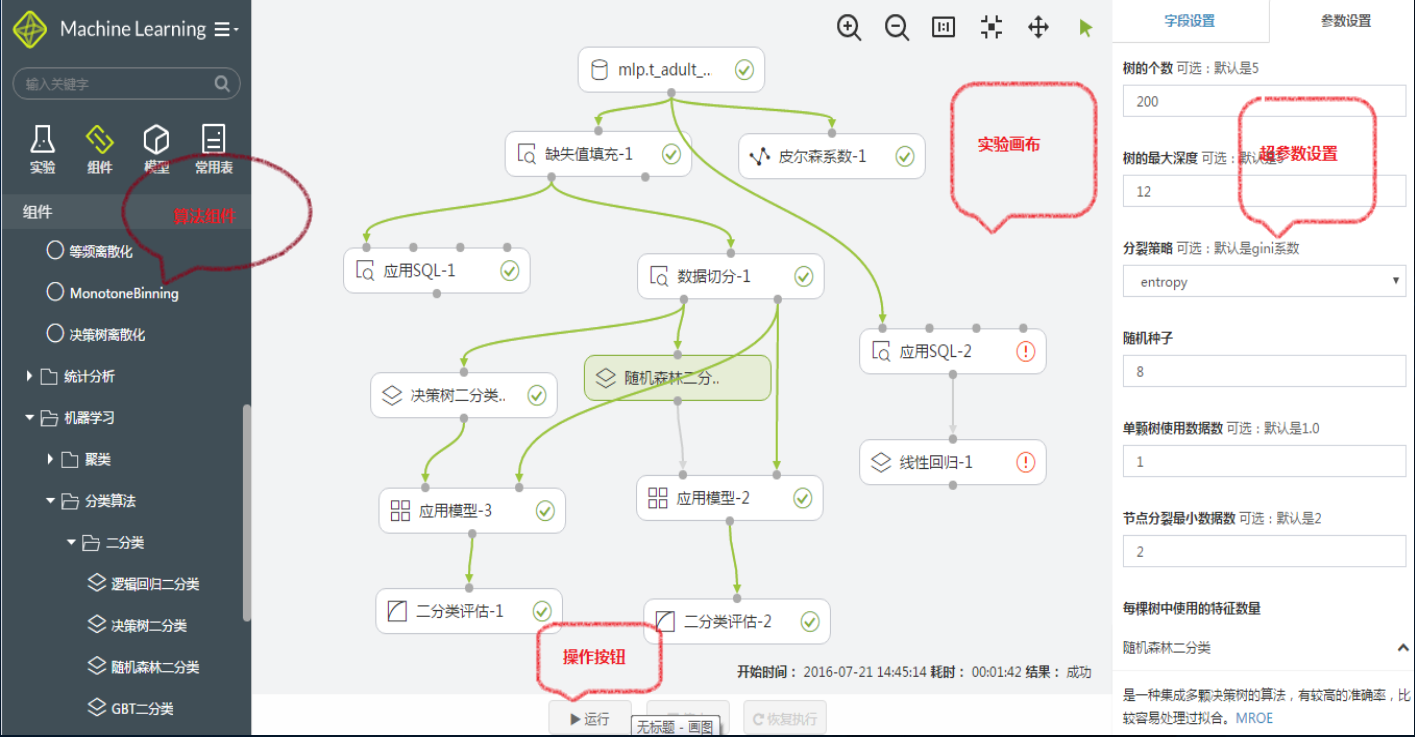 Machine Learning
输入关键字
实验
组件
模型
常用表
组件
算法组件
等频离散化
MonotoneBinning
决策树离散化
统计分析
机器学习
聚类
分类算法
二分类
逻辑回归二分类
决策树二分类
随机森林二分类
GBT二分类
1:1
mlp.t_adult_..
缺失值填充-1
皮尔森系数-1
实验画布
应用SQL-1
数据切分-1
应用SQL-2
决策树二分类..
随机森林二分..
线性回归-1
应用模型-3
应用模型-2
二分类评估-1
二分类评估-2
操作按钮
开始时间： 2016-07-21 14:45:14 耗时： 00:01:42 结果： 成功
运行
无标题 - 画图
恢复执行
字段设置
参数设置
树的个数 可选：默认是5
200
超参数设置
树的最大深度 可选：默认是
12
分裂策略 可选：默认是gini系数
entropy
随机种子
8
单颗树使用数据数 可选：默认是1.0
1
节点分裂最小数据数 可选：默认是2
2
每棵树中使用的特征数量
随机森林二分类
是一种集成多颗决策树的算法，有较高的准确率，比
较容易处理过拟合。MROE